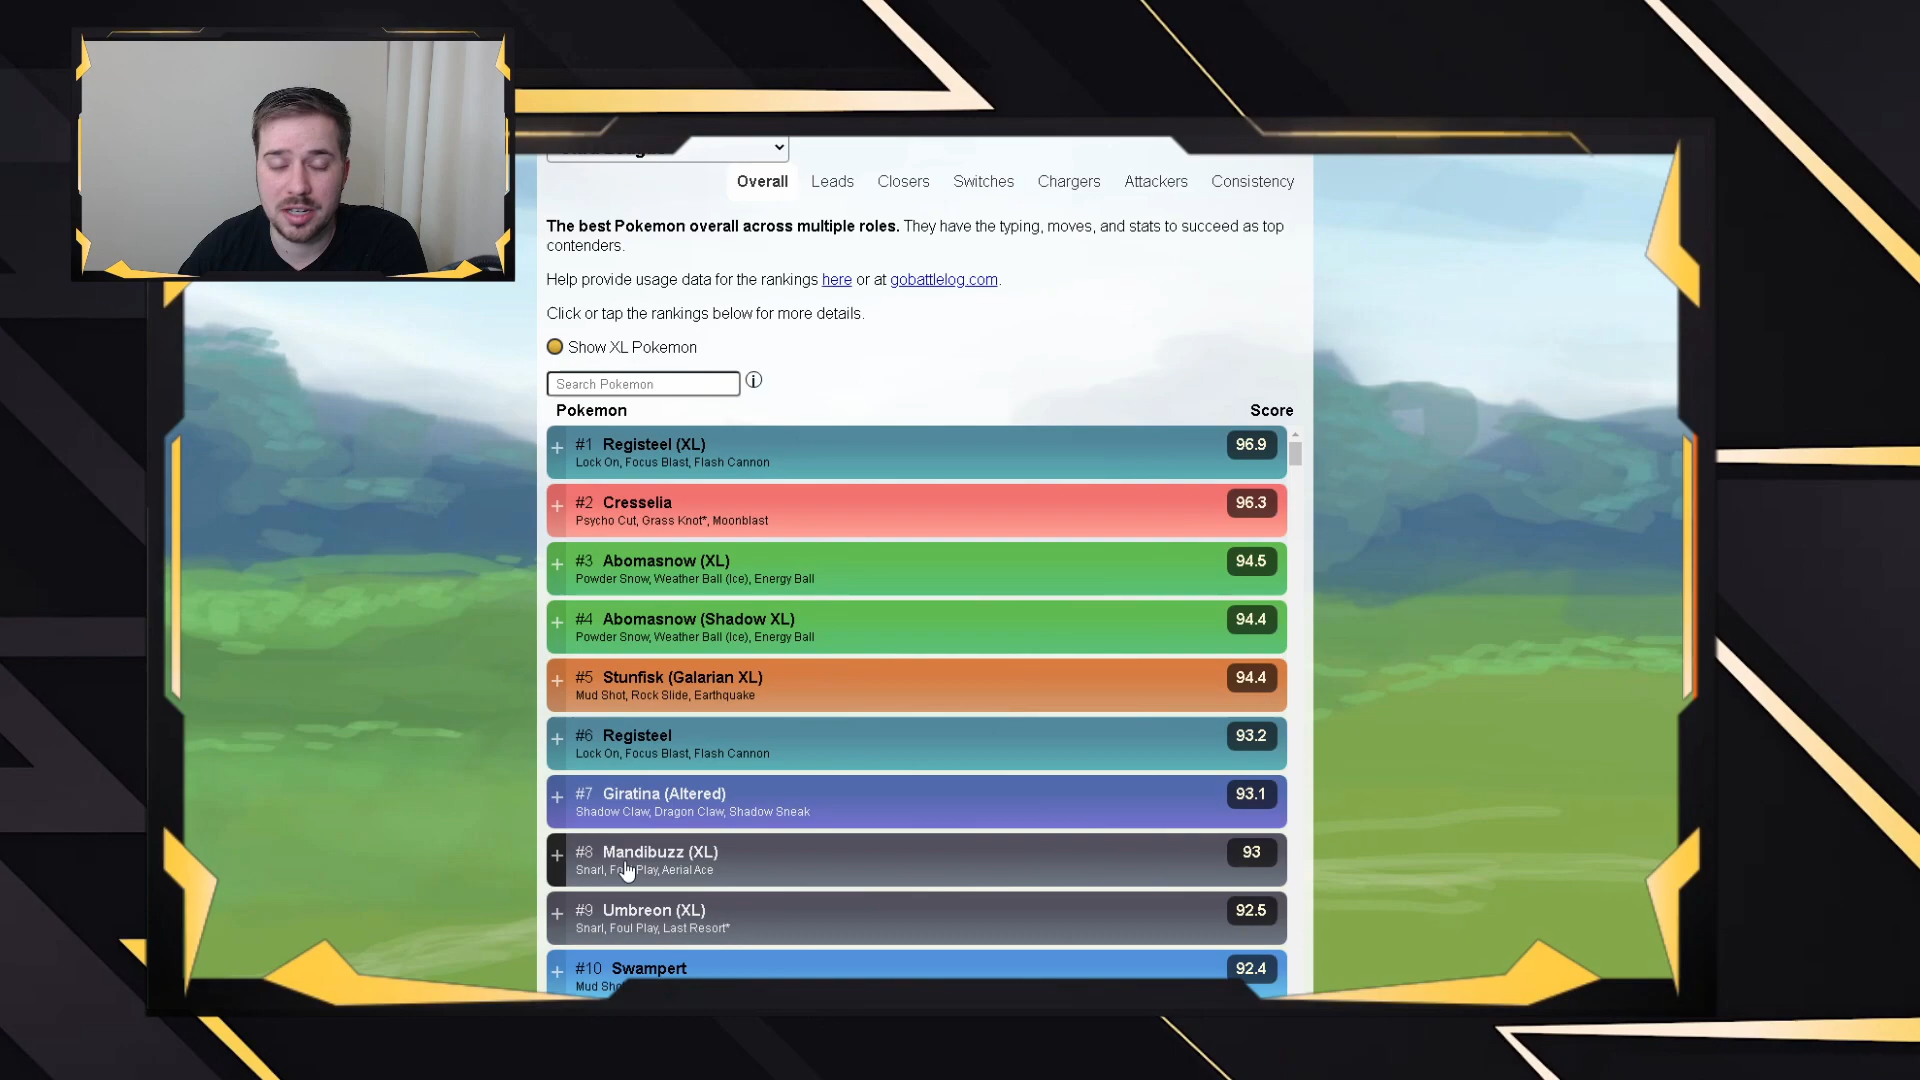 Overall Leads Closers Switches Chargers Attackers Consistency
The best Pokemon overall across multiple roles. They have the typing, moves, and stats to succeed as top
contenders.
Help provide usage data for the rankings here or at gobattlelog.com.
Click or tap the rankings below for more details.
Show XL Pokemon
Search Pokemon i
Pokemon Score
+ #1 Registeel (XL) 96.9
Lock On, Focus Blast, Flash Cannon
+ #2 Cresselia 96.3
Psycho Cut, Grass Knot*, Moonblast
+ #3 Abomasnow (XL) 94.5
Powder Snow, Weather Ball (Ice), Energy Ball
+ #4 Abomasnow (Shadow XL) 94.4
Powder Snow, Weather Ball (Ice), Energy Ball
+ #5 Stunfisk (Galarian XL) 94.4
Mud Shot, Rock Slide, Earthquake
+ #6 Registeel 93.2
Lock On, Focus Blast, Flash Cannon
+ #7 Giratina (Altered) 93.1
Shadow Claw, Dragon Claw, Shadow Sneak
+ #8 Mandibuzz (XL) 93
Snarl, Foul Play, Aerial Ace
+ #9 Umbreon (XL) 92.5
Snarl, Foul Play, Last Resort*
+ #10 Swampert 92.4
Mud